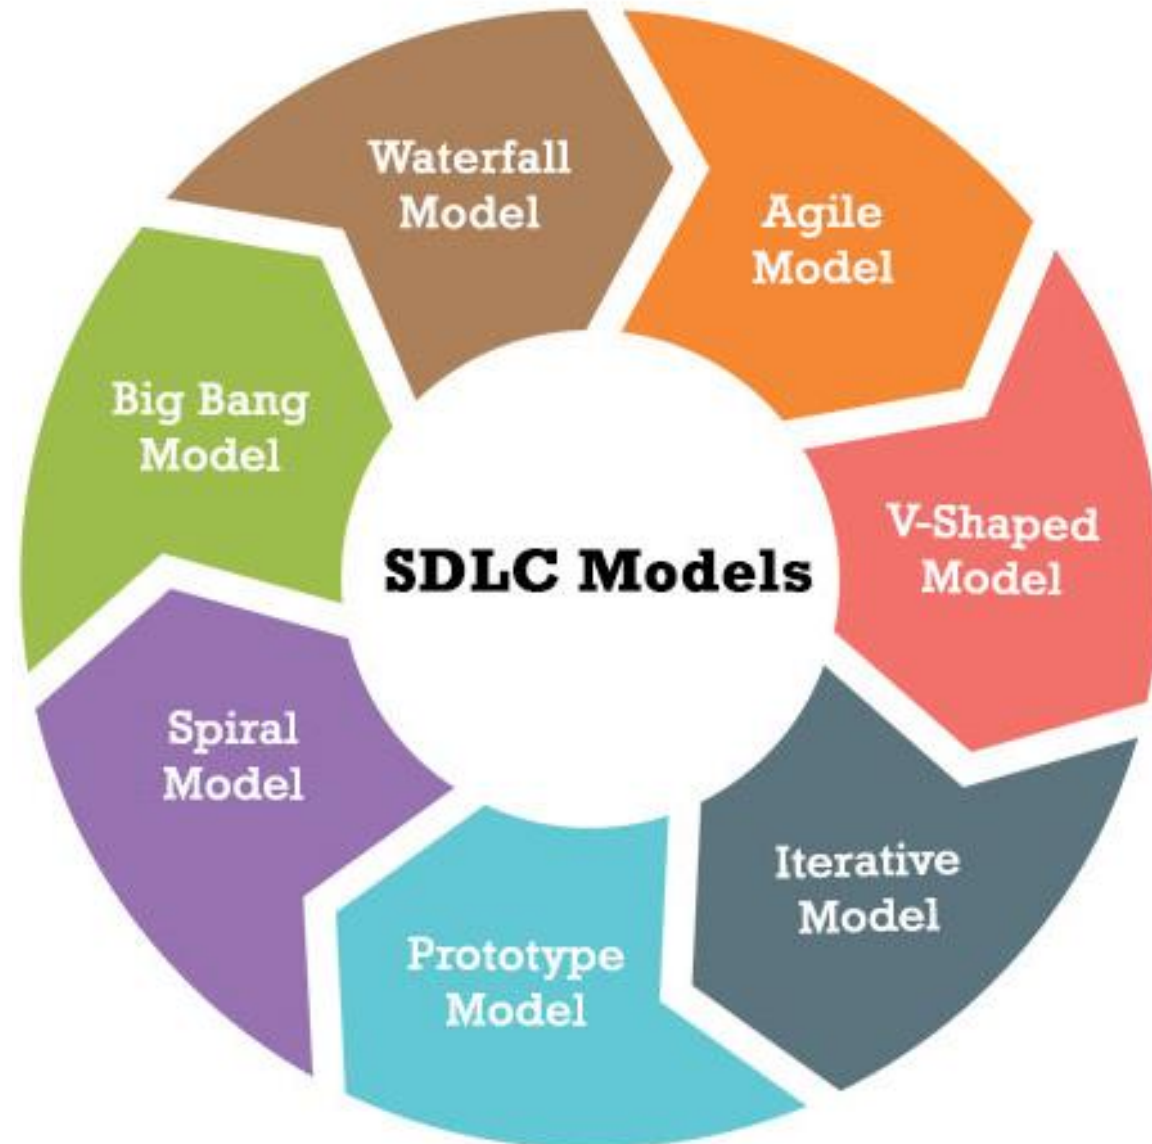 Waterfall
Model
Agile
Model
Big Bang
Model
V-Shaped
Model
SDLC Models
Spiral
Model
Iterative
Model
Prototype
Model